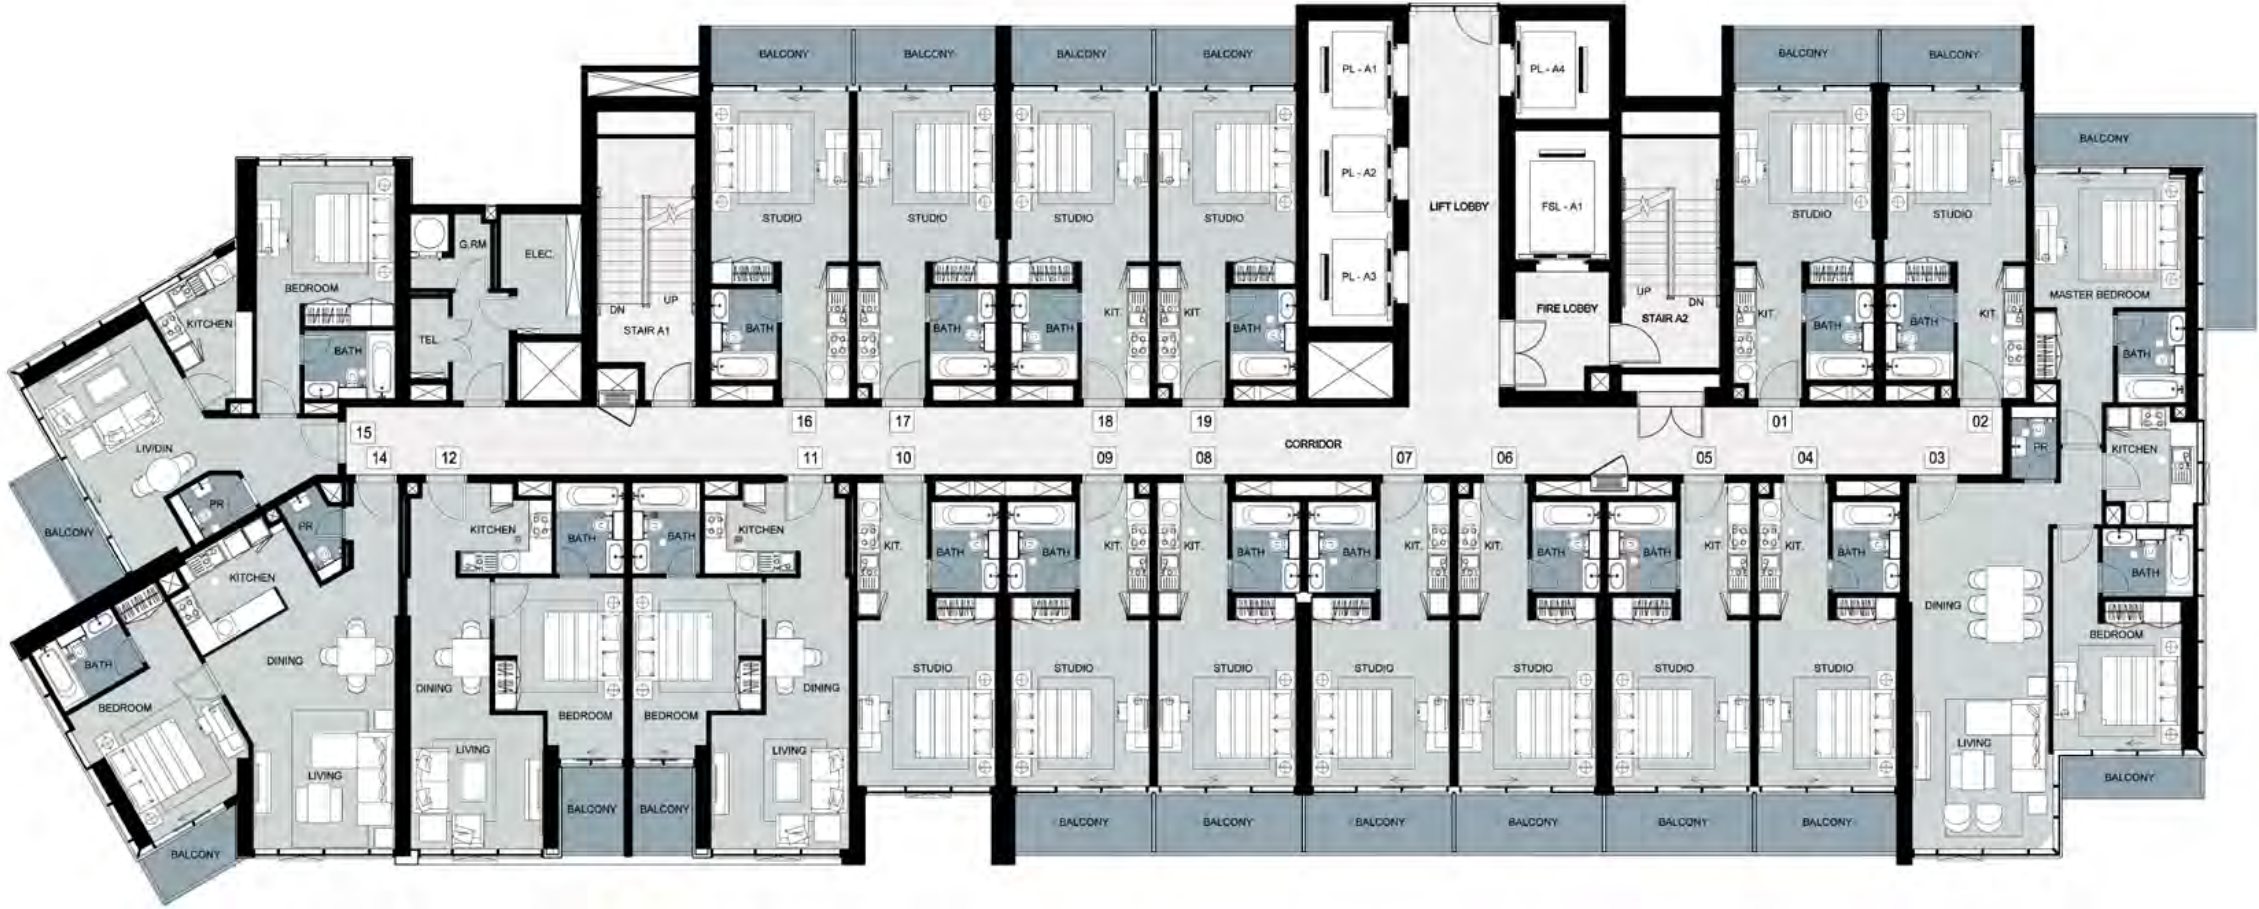 BALCONY
BALCONY
BALCONY
BALCONY
PL - A1
PL - A4
BALCONY
BALCONY
BALCONY
PL - A2
LIFT LOBBY
FSL - A1
STUDIO
STUDIO
STUDIO
STUDIO
STUDIO
STUDIO
G.RM
ELEC.
BEDROOM
PL - A3
MASTER BEDROOM
DN
UP
STAIR A1
UP
DN
STAIR A2
FIRE LOBBY
KITCHEN
TEL
BATH
BATH
BATH
BATH
KIT.
KIT.
BATH
KIT.
BATH
BATH
KIT.
BATH
15
16
17
18
19
CORRIDOR
01
02
PR
KITCHEN
LIV/DIN
14
12
11
10
09
08
07
06
05
04
03
PR
PR
BALCONY
KITCHEN
KITCHEN
BATH
BATH
KITCHEN
KIT.
BATH
BATH
KIT.
KIT.
BATH
BATH
KIT.
KIT.
BATH
BATH
KIT.
KIT.
BATH
BATH
DINING
BEDROOM
BATH
DINING
DINING
BEDROOM
BEDROOM
DINING
STUDIO
STUDIO
STUDIO
STUDIO
STUDIO
STUDIO
STUDIO
BEDROOM
LIVING
LIVING
LIVING
LIVING
BALCONY
BALCONY
BALCONY
BALCONY
BALCONY
BALCONY
BALCONY
BALCONY
BALCONY
BALCONY